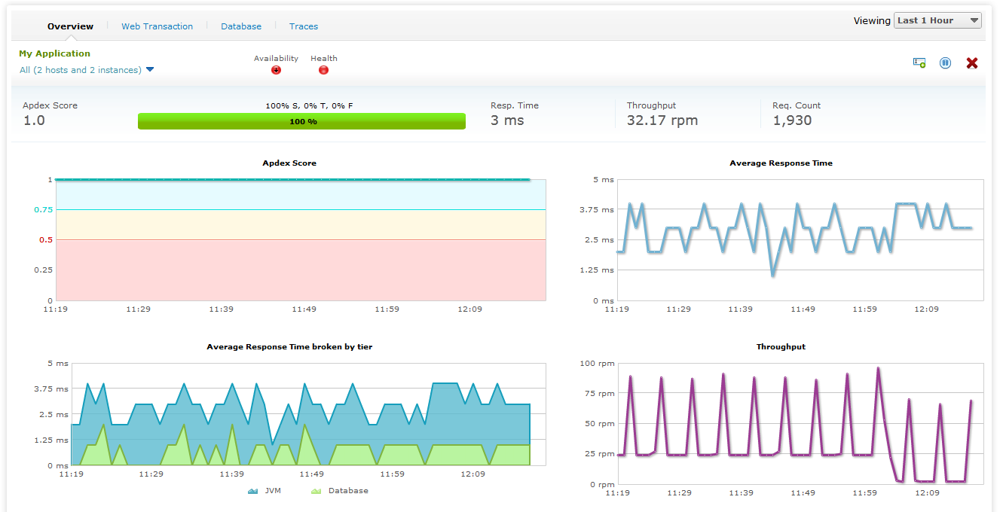 Overview Web Transaction Database Traces Viewing Last 1 Hour
My Application
All (2 hosts and 2 instances)
Availability Health
Apdex Score
1.0
100% S, 0% T, 0% F
100 %
Resp. Time
3 ms
Throughput
32.17 rpm
Req. Count
1,930
Apdex Score
1
0.75
0.5
0.25
0
11:19 11:29 11:39 11:49 11:59 12:09
Average Response Time
5 ms
3.75 ms
2.5 ms
1.25 ms
0 ms
11:19 11:29 11:39 11:49 11:59 12:09
Average Response Time broken by tier
5 ms
3.75 ms
2.5 ms
1.25 ms
0 ms
11:19 11:29 11:39 11:49 11:59 12:09
JVM Database
Throughput
100 rpm
75 rpm
50 rpm
25 rpm
0 rpm
11:19 11:29 11:39 11:49 11:59 12:09